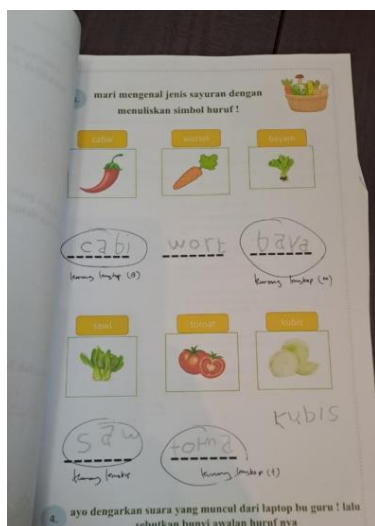 mari mengenal jenis sayuran dengan
menuliskan simbol huruf !
cabai wortel bayam
cabi wort baya
kurang lengkap (a) kurang lengkap (m)
sawi tomat kubis
kubis
saw
kurang lengkap kurang lengkap (t)
4. ayo dengarkan suara yang muncul dari laptop bu guru ! lalu
sebutkan bunyi awalan huruf nya